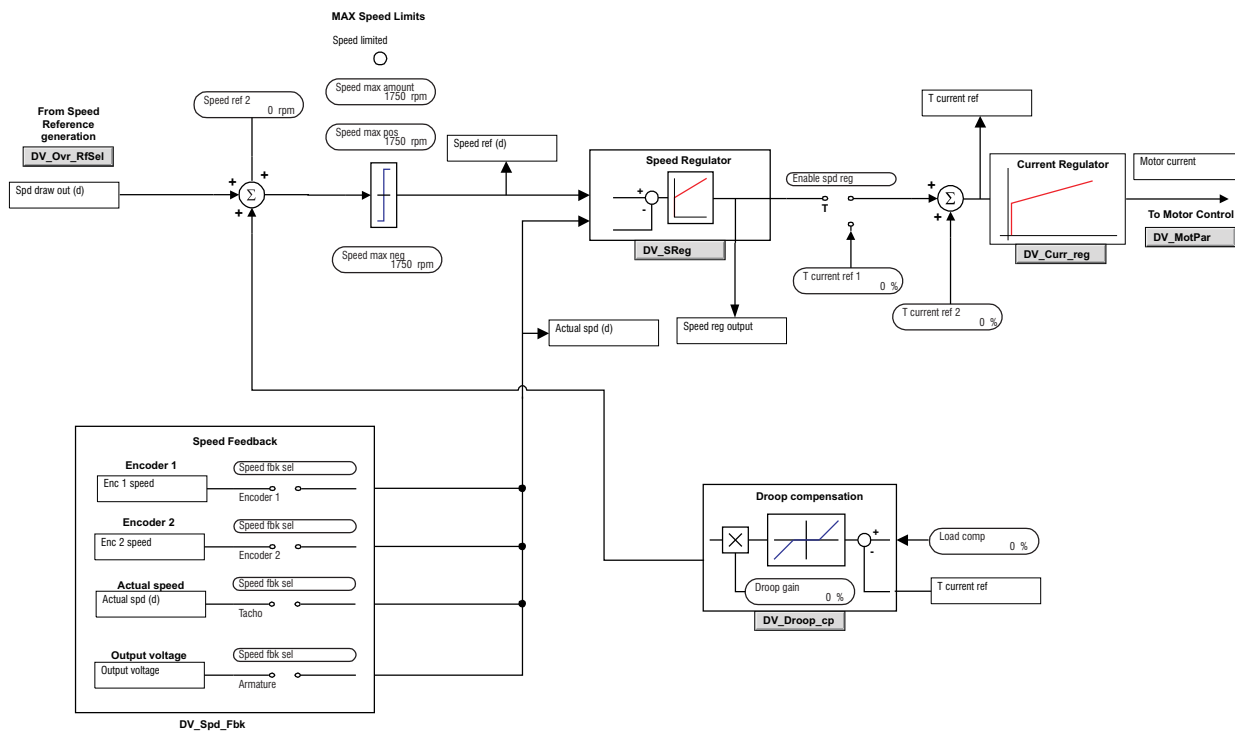 MAX Speed Limits
Speed limited
Speed max amount
1750 rpm
Speed ref 2
0 rpm
T current ref
From Speed
Reference
generation
DV_Ovr_RfSel
Speed max pos
1750 rpm
Speed ref (d)
Speed Regulator
+
-
DV_SReg
Enable spd reg
T
Current Regulator
DV_Curr_reg
Motor current
To Motor Control
DV_MotPar
Spd draw out (d)
+
+
+
Σ
+
+
Σ
Speed max neg
1750 rpm
T current ref 1
0 %
T current ref 2
0 %
Actual spd (d)
Speed reg output
Speed Feedback
Encoder 1
Speed fbk sel
Enc 1 speed
Encoder 1
Encoder 2
Speed fbk sel
Enc 2 speed
Encoder 2
Actual speed
Speed fbk sel
Actual spd (d)
Tacho
Output voltage
Speed fbk sel
Output voltage
Armature
DV_Spd_Fbk
Droop compensation
+
-
Load comp
0 %
Droop gain
0 %
T current ref
DV_Droop_cp